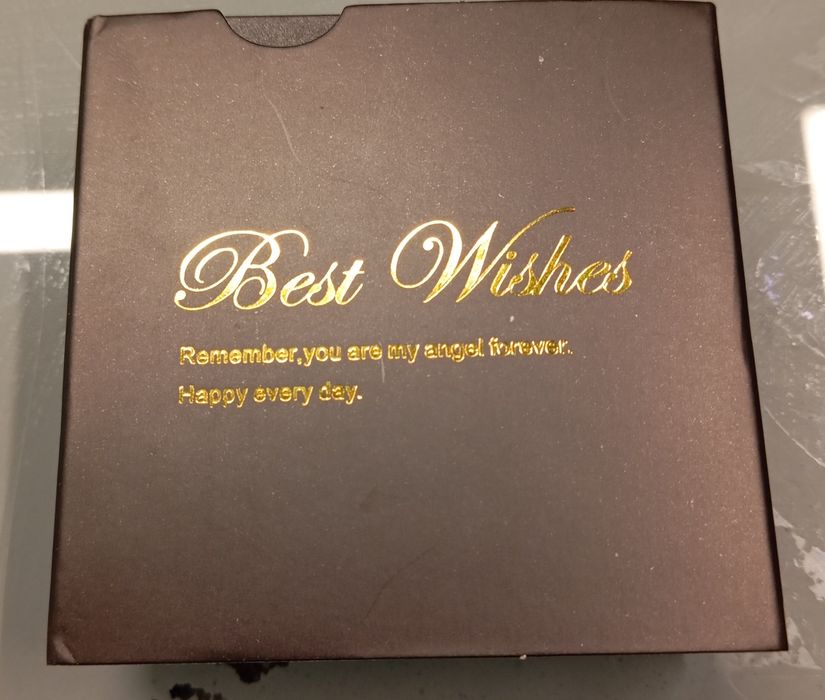 Best Wishes
Remember,you are my angel forever.
Happy every day.